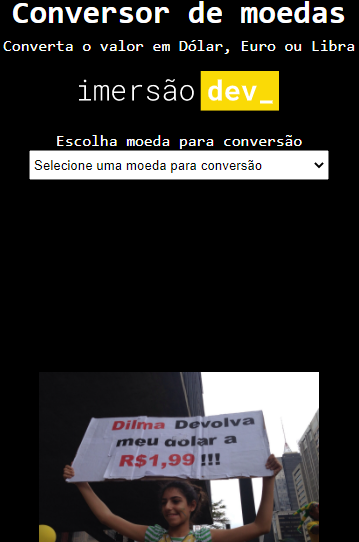 Conversor de moedas
Converta o valor em Dólar, Euro ou Libra
imersão dev_
Escolha moeda para conversão
Selecione uma moeda para conversão
Dilma Devolva
meu dolar a
R$1,99!!!